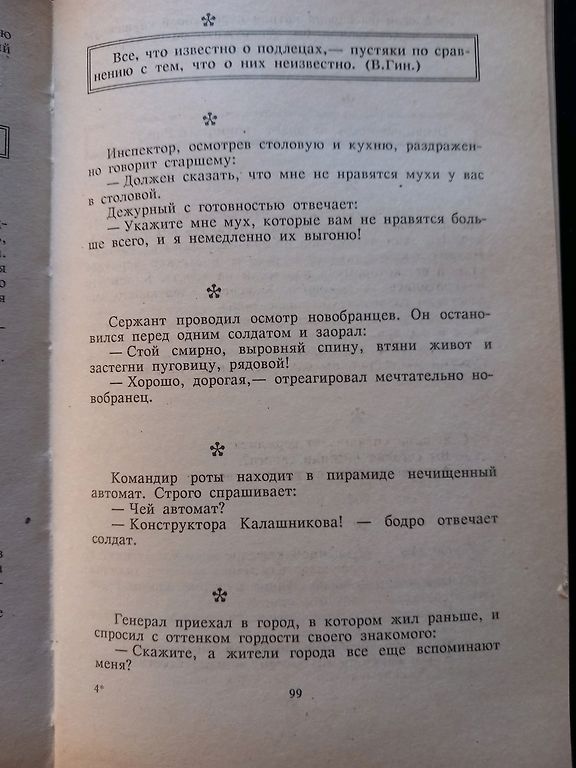 Все, что известно о подлецах,— пустяки по срав-
нению с тем, что о них неизвестно. (В.Гин.)
Инспектор, осмотрев столовую и кухню, раздражен-
но говорит старшему:
— Должен сказать, что мне не нравятся мухи у вас
в столовой.
Дежурный с готовностью отвечает:
— Укажите мне мух, которые вам не нравятся боль-
ше всего, и я немедленно их выгоню!
Сержант проводил осмотр новобранцев. Он остано-
вился перед одним солдатом и заорал:
— Стой смирно, выровняй спину, втяни живот и
застегни пуговицу, рядовой!
— Хорошо, дорогая,— отреагировал мечтательно но-
вобранец.
Командир роты находит в пирамиде нечищенный
автомат. Строго спрашивает:
— Чей автомат?
— Конструктора Калашникова! — бодро отвечает
солдат.
Генерал приехал в город, в котором жил раньше, и
спросил с оттенком гордости своего знакомого:
— Скажите, а жители города все еще вспоминают
меня?
4*
99